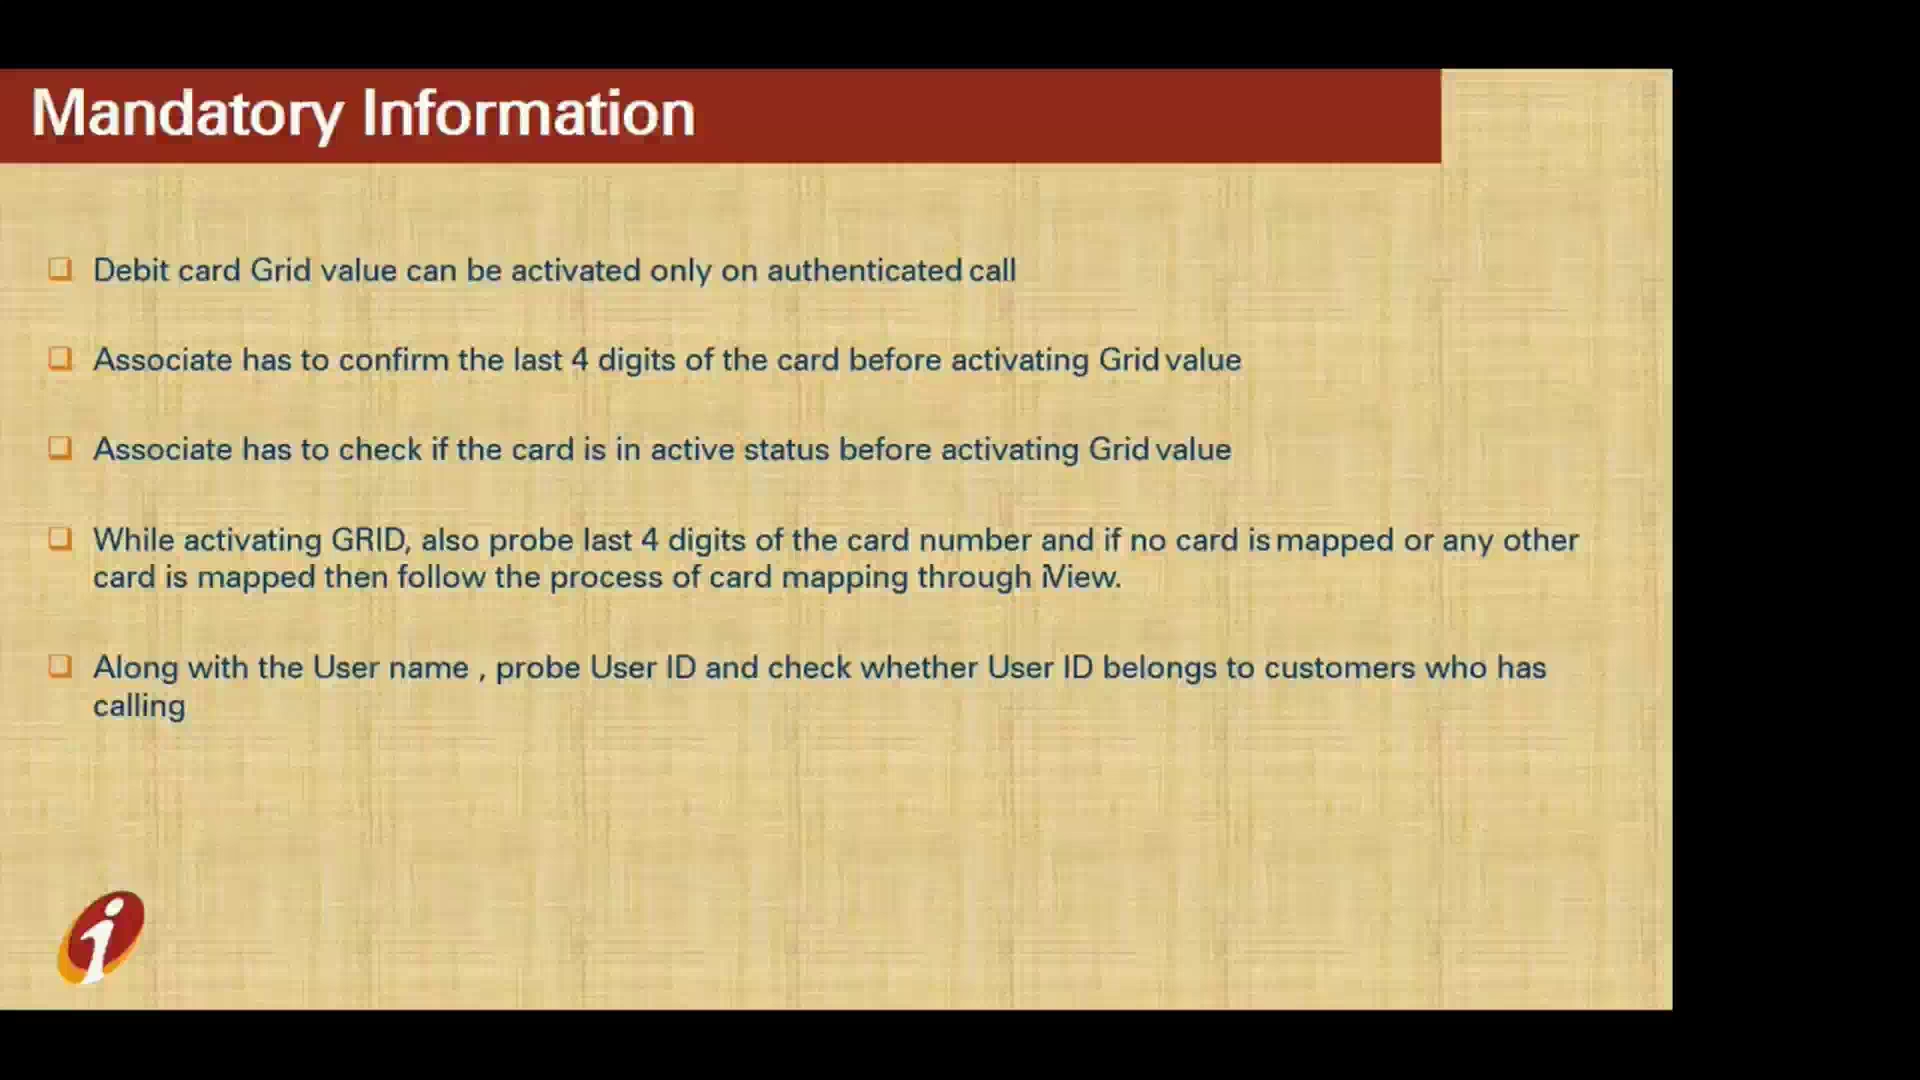 Mandatory Information
Debit card Grid value can be activated only on authenticated call
Associate has to confirm the last 4 digits of the card before activating Grid value
Associate has to check if the card is in active status before activating Grid value
While activating GRID, also probe last 4 digits of the card number and if no card is mapped or any other
card is mapped then follow the process of card mapping through iView.
Along with the User name , probe User ID and check whether User ID belongs to customers who has
calling